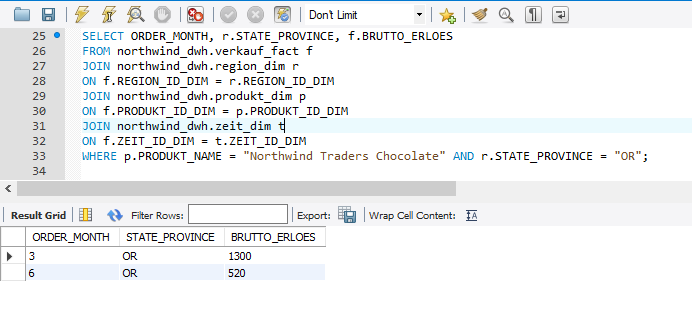 Don't Limit
25 SELECT ORDER_MONTH, r.STATE_PROVINCE, f.BRUTTO_ERLOES
26 FROM northwind_dwh.verkauf_fact f
27 JOIN northwind_dwh.region_dim r
28 ON f.REGION_ID_DIM = r.REGION_ID_DIM
29 JOIN northwind_dwh.produkt_dim p
30 ON f.PRODUKT_ID_DIM = p.PRODUKT_ID_DIM
31 JOIN northwind_dwh.zeit_dim t
32 ON f.ZEIT_ID_DIM = t.ZEIT_ID_DIM
33 WHERE p.PRODUKT_NAME = "Northwind Traders Chocolate" AND r.STATE_PROVINCE = "OR";
34
Result Grid Filter Rows: Export: Wrap Cell Content: IA
ORDER_MONTH STATE_PROVINCE BRUTTO_ERLOES
3 OR 1300
6 OR 520